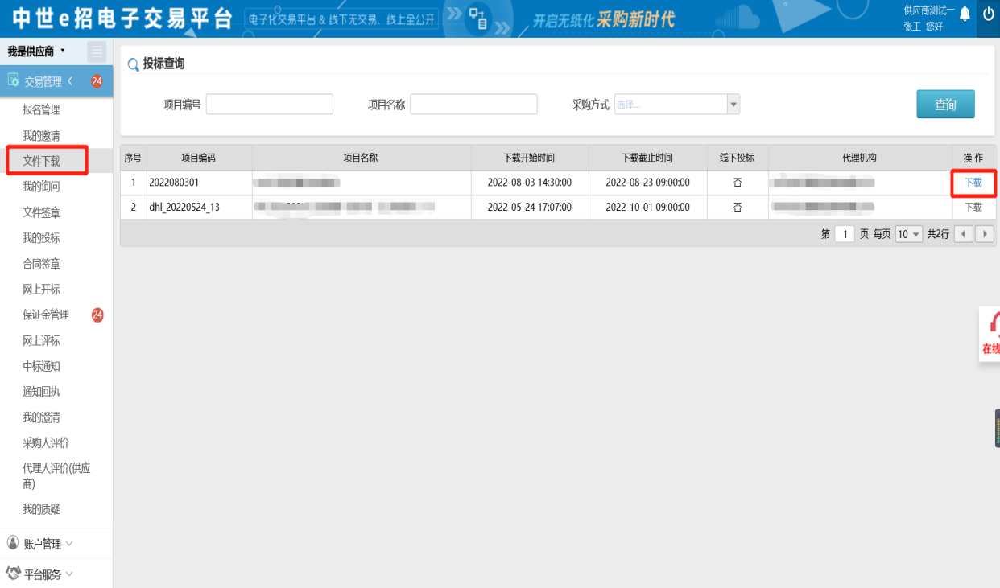 中世e招电子交易平台 电子化交易平台 & 线下无交易、线上全公开 开启无纸化 采购新时代 供应商测试一
张工 您好
我是供应商
交易管理 24
报名管理
我的邀请
文件下载
我的询问
文件签章
我的投标
合同签章
网上开标
保证金管理 24
网上评标
中标通知
通知回执
我的澄清
采购人评价
代理人评价(供应
商)
我的质疑
账户管理
平台服务
投标查询
项目编号 项目名称 采购方式 选择... 查询
序号 项目编码 项目名称 下载开始时间 下载截止时间 线下投标 代理机构 操 作
1 2022080301 2022-08-03 14:30:00 2022-08-23 09:00:00 否 下载
2 dhl_20220524_13 2022-05-24 17:07:00 2022-10-01 09:00:00 否 下载
第 1 页 每页 10 共2行
在线